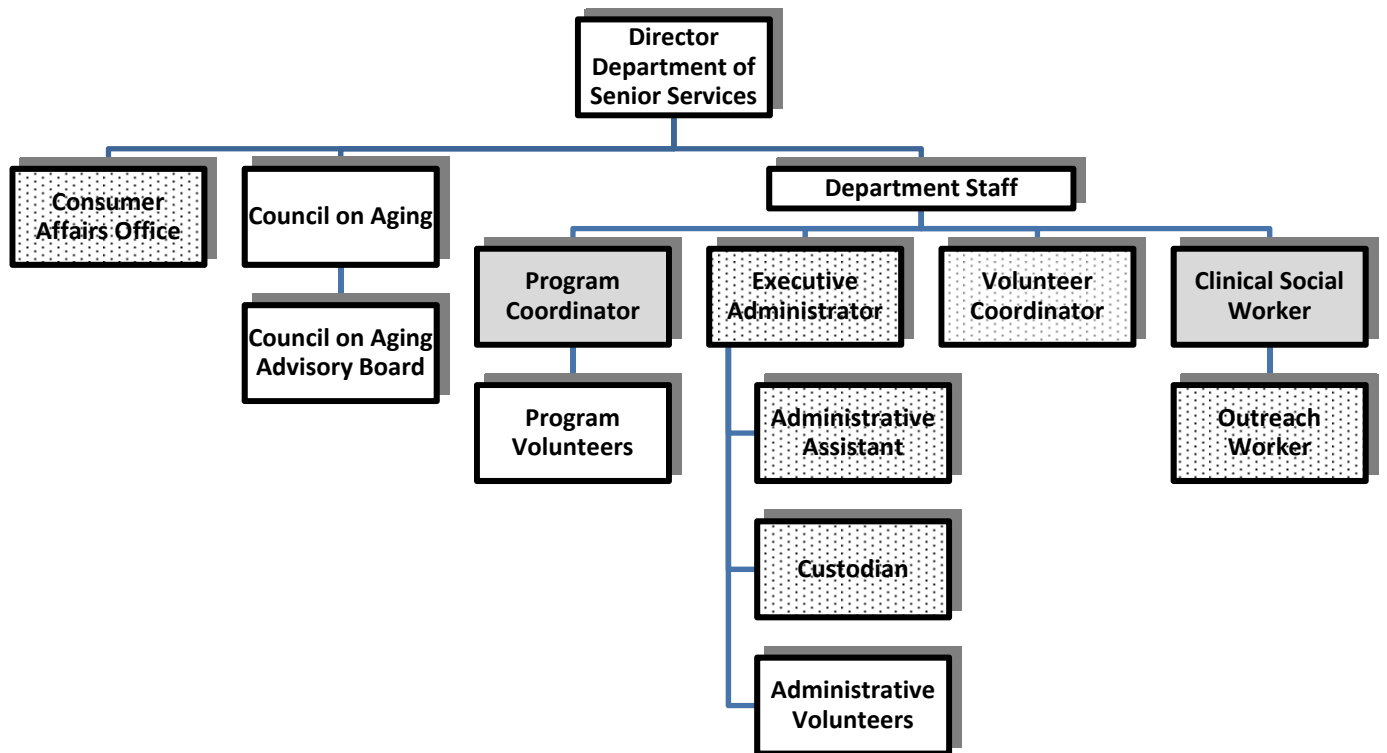 Director
Department of
Senior Services
Consumer
Affairs Office
Council on Aging
Department Staff
Council on Aging
Advisory Board
Program
Coordinator
Executive
Administrator
Volunteer
Coordinator
Clinical Social
Worker
Program
Volunteers
Administrative
Assistant
Outreach
Worker
Custodian
Administrative
Volunteers